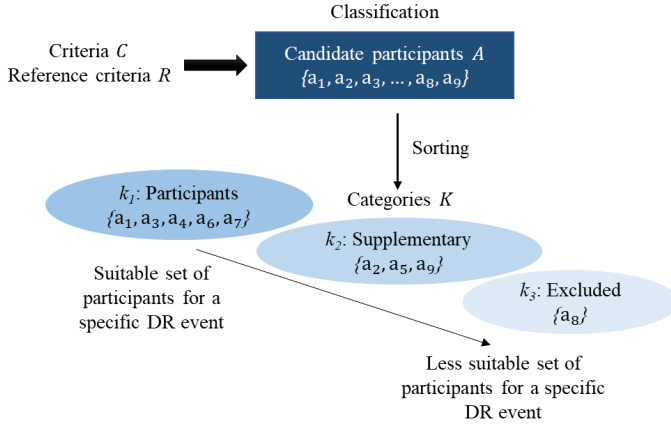 Classification
Criteria C
Reference criteria R
Candidate participants A
{a₁, a₂, a₃, … , a₈, a₉}
Sorting
Categories K
k₁: Participants
{a₁, a₃, a₄, a₆, a₇}
k₂: Supplementary
{a₂, a₅, a₉}
k₃: Excluded
{a₈}
Suitable set of
participants for a
specific DR event
Less suitable set of
participants for a specific
DR event